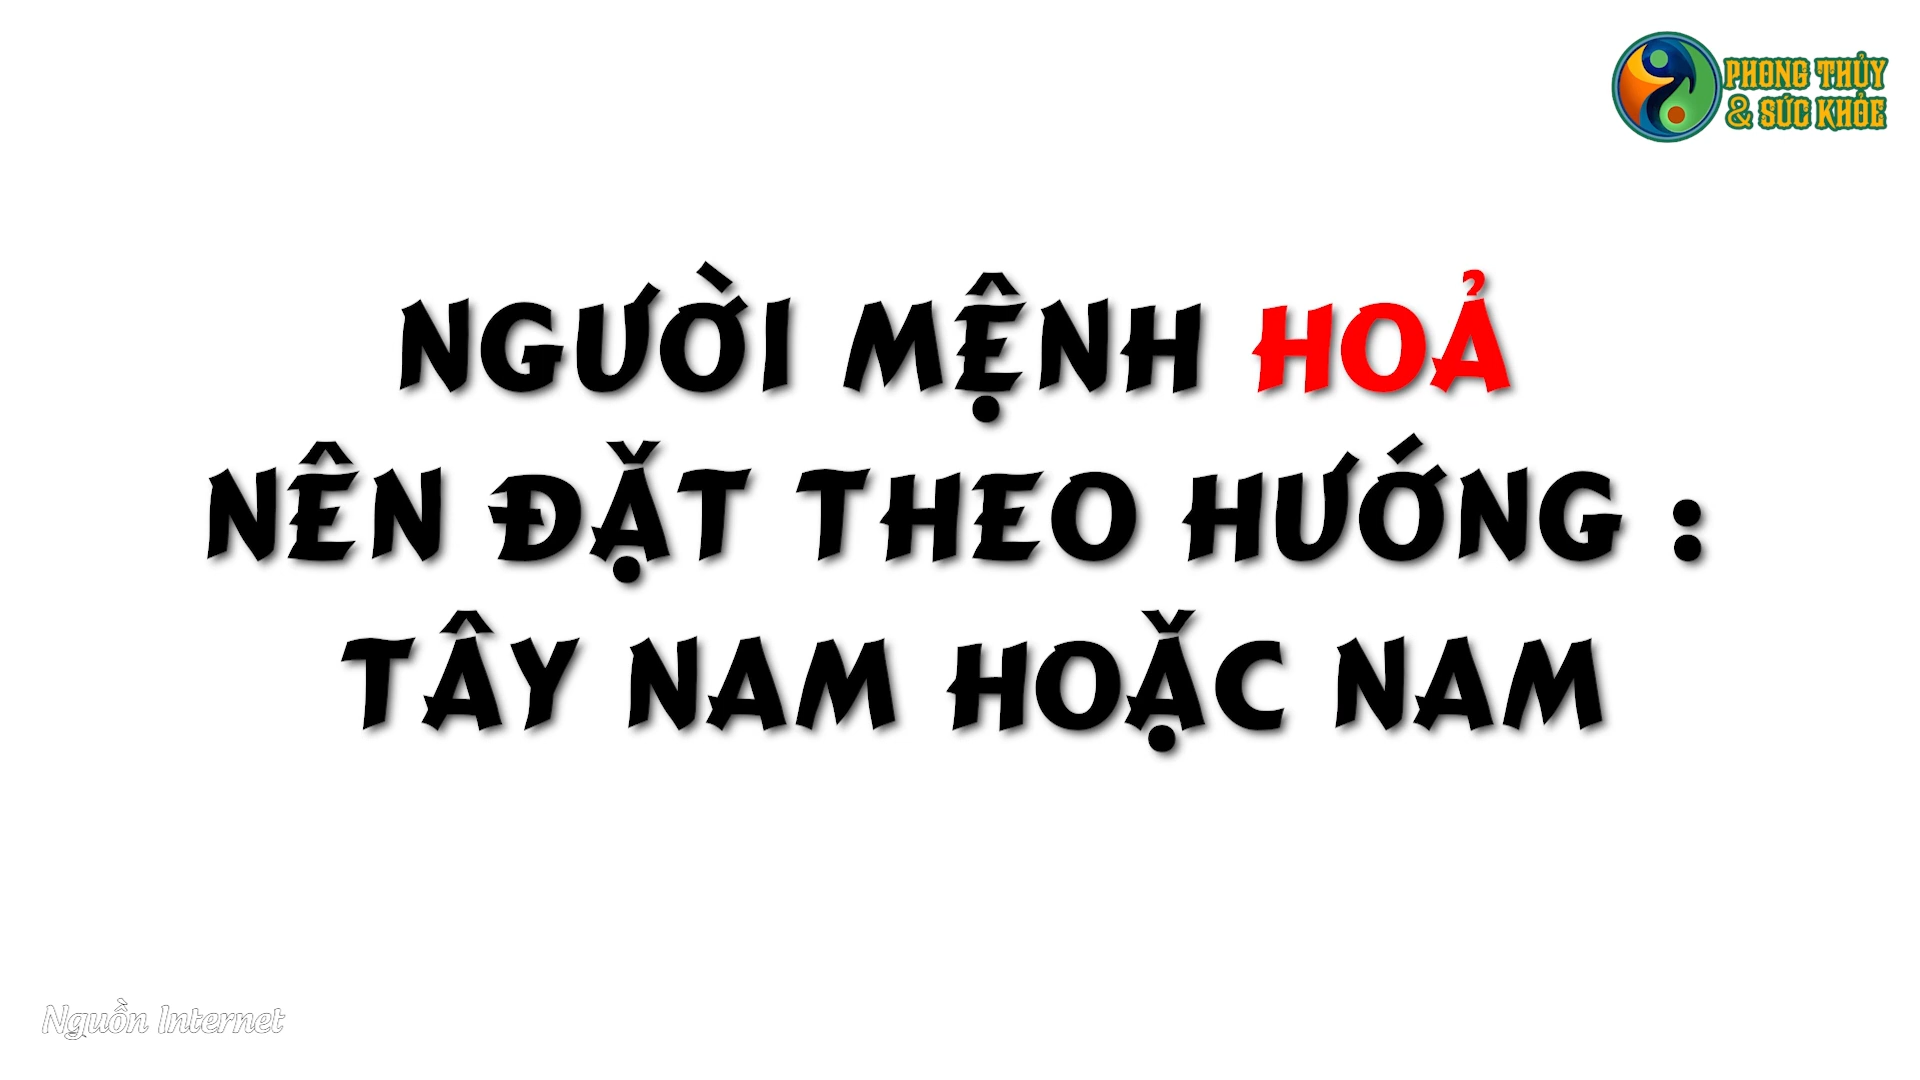 PHONG THỦY
& SỨC KHỎE
NGƯỜI MỆNH HOẢ
NÊN ĐẶT THEO HƯỚNG :
TÂY NAM HOẶC NAM
Nguồn Internet